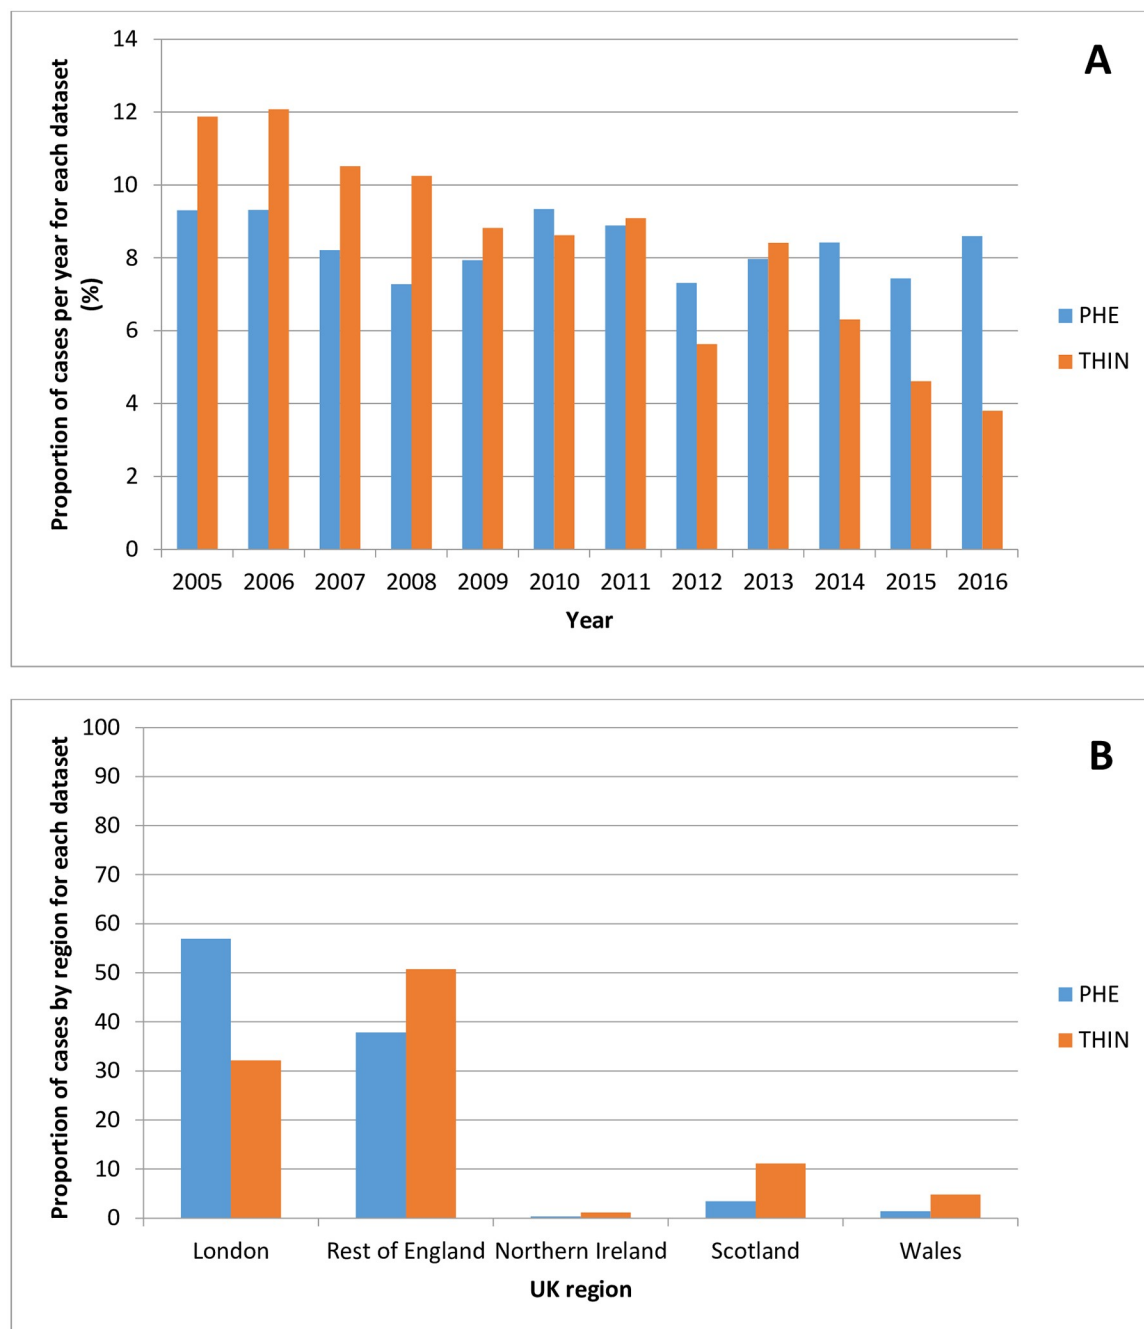 A
Proportion of cases per year for each dataset
(%)
14
12
10
8
6
4
2
0
2005 2006 2007 2008 2009 2010 2011 2012 2013 2014 2015 2016
Year
PHE
THIN
B
Proportion of cases by region for each dataset
100
90
80
70
60
50
40
30
20
10
0
London Rest of England Northern Ireland Scotland Wales
UK region
PHE
THIN